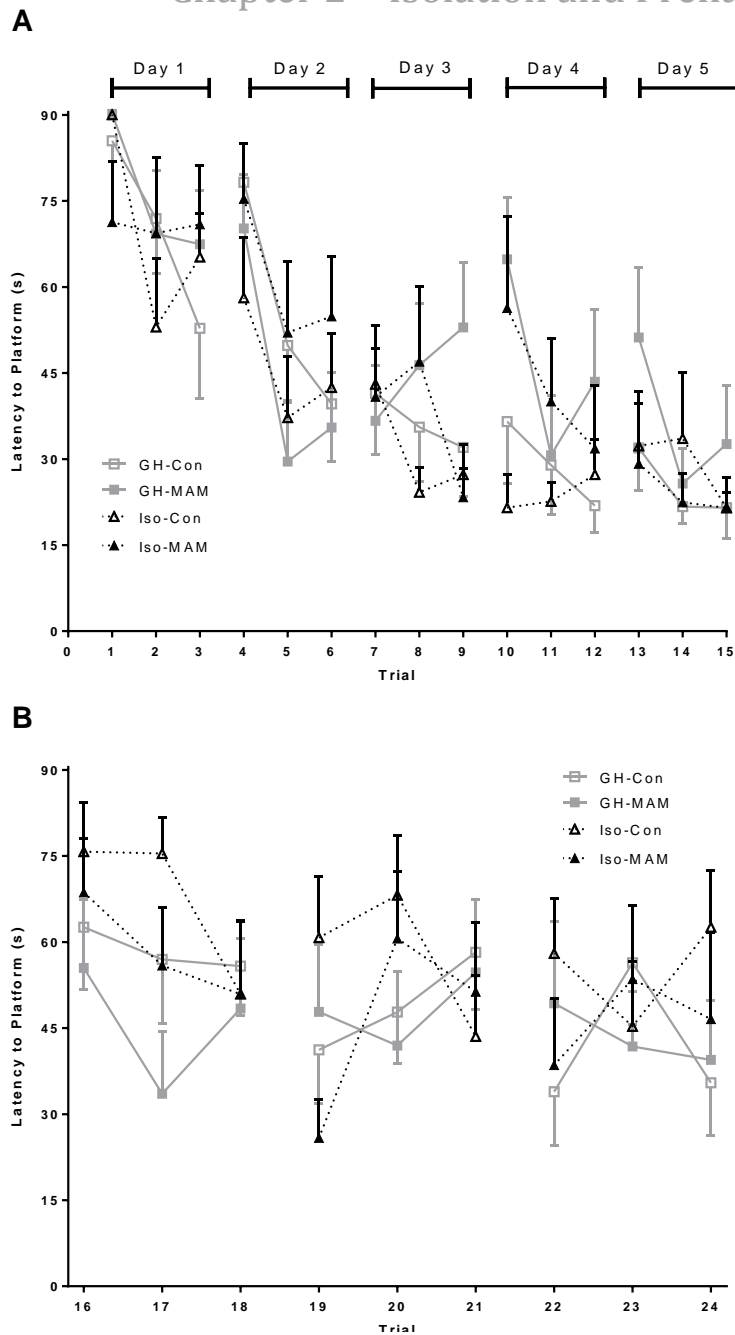 A
Day 1 Day 2 Day 3 Day 4 Day 5
90
75
60
45
30
15
0
Latency to Platform (s)
GH-Con
GH-MAM
Iso-Con
Iso-MAM
0 1 2 3 4 5 6 7 8 9 10 11 12 13 14 15
Trial
B
90
75
60
45
30
15
0
Latency to Platform (s)
GH-Con
GH-MAM
Iso-Con
Iso-MAM
16 17 18 19 20 21 22 23 24
Trial